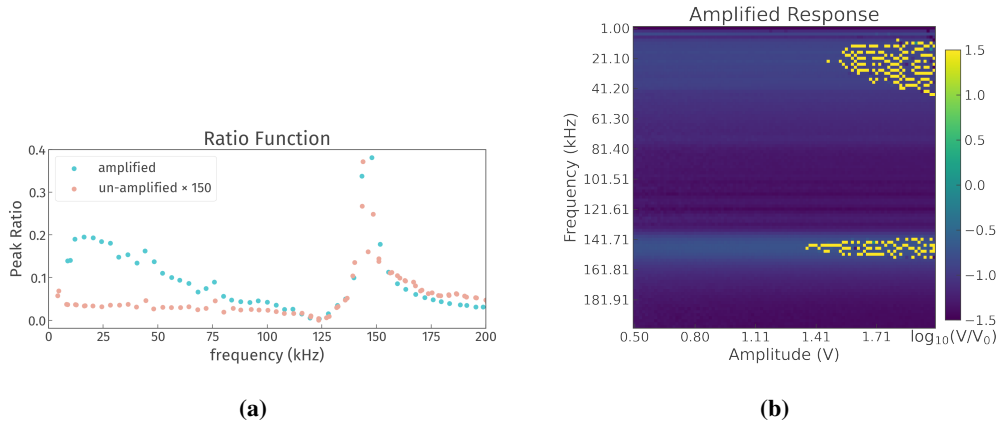 Ratio Function
amplified
un-amplified × 150
Peak Ratio
0.4
0.3
0.2
0.1
0.0
0 25 50 75 100 125 150 175 200
frequency (kHz)
(a)
Amplified Response
Frequency (kHz)
1.00
21.10
41.20
61.30
81.40
101.51
121.61
141.71
161.81
181.91
0.50 0.80 1.11 1.41 1.71
Amplitude (V)
1.5
1.0
0.5
0.0
−0.5
−1.0
−1.5
log₁₀(V/V₀)
(b)